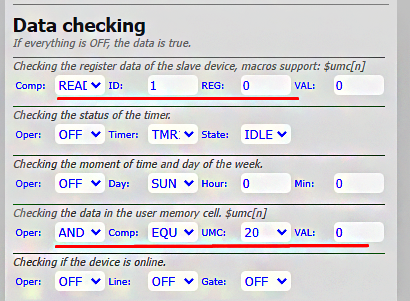 Data checking
If everything is OFF, the data is true.
Checking the register data of the slave device, macros support: $umc[n]
Comp: READ ID: 1 REG: 0 VAL: 0
Checking the status of the timer.
Oper: OFF Timer: TMR: State: IDLE
Checking the moment of time and day of the week.
Oper: OFF Day: SUN Hour: 0 Min: 0
Checking the data in the user memory cell. $umc[n]
Oper: AND Comp: EQU UMC: 20 VAL: 0
Checking if the device is online.
Oper: OFF Line: OFF Gate: OFF